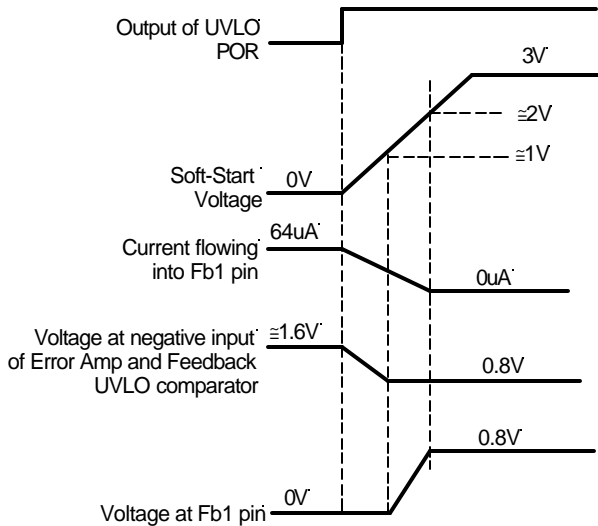 Output of UVLO
POR
3V
≅2V
≅1V
Soft-Start
Voltage
0V
64uA
Current flowing
into Fb1 pin
0uA
Voltage at negative input
of Error Amp and Feedback
UVLO comparator
≅1.6V
0.8V
0.8V
Voltage at Fb1 pin
0V